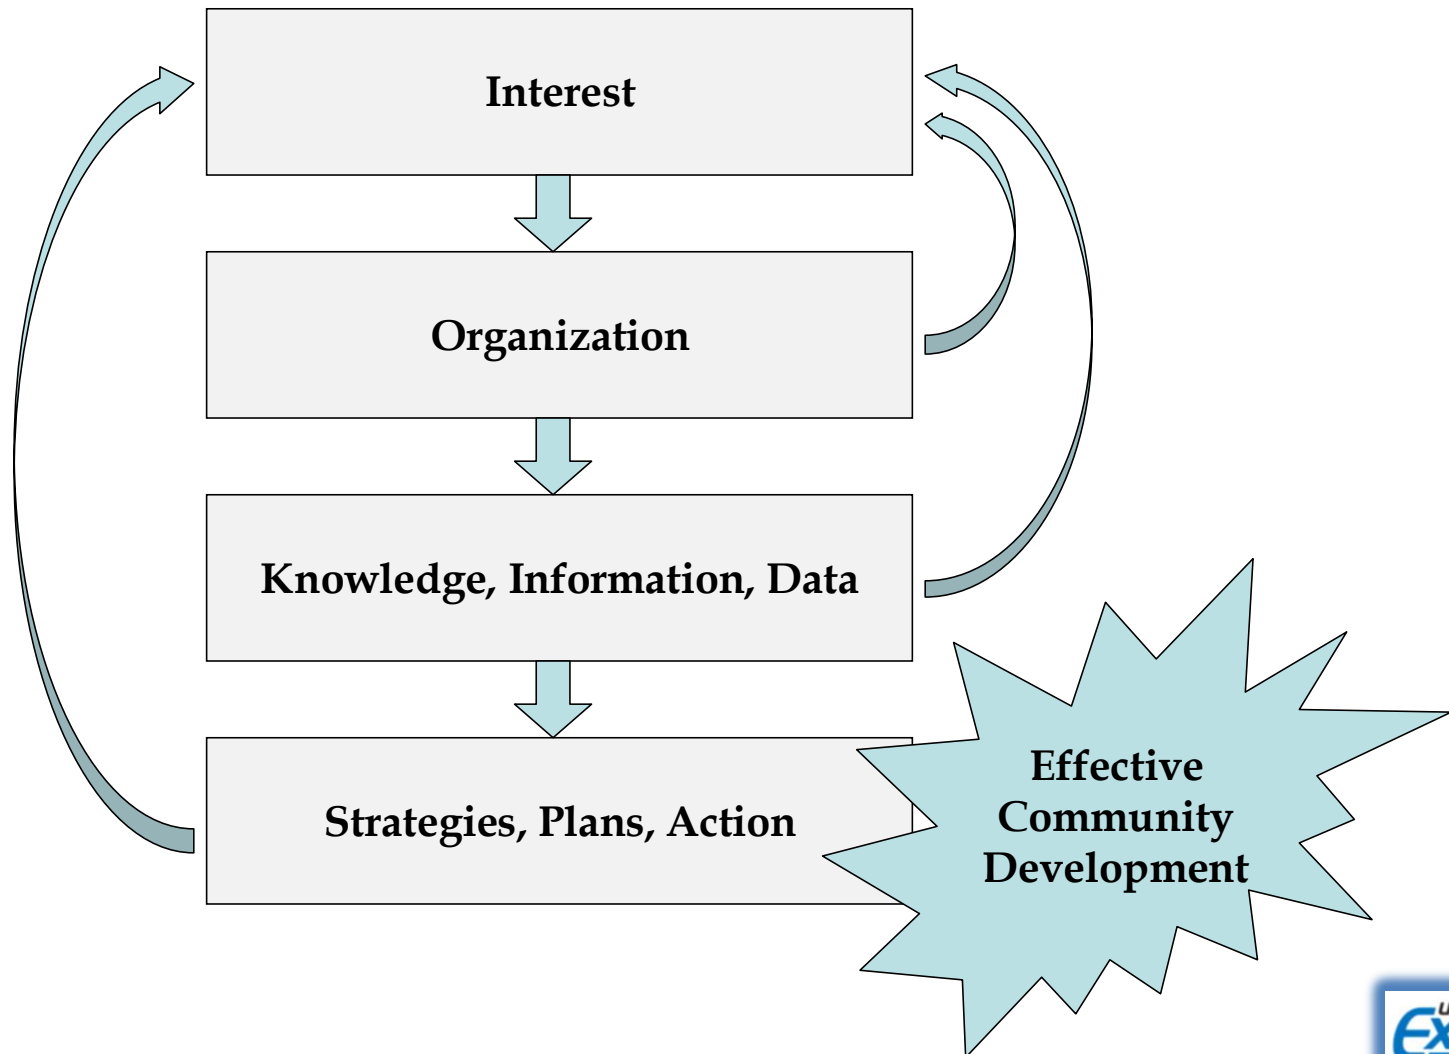 Interest
Organization
Knowledge, Information, Data
Strategies, Plans, Action
Effective
Community
Development